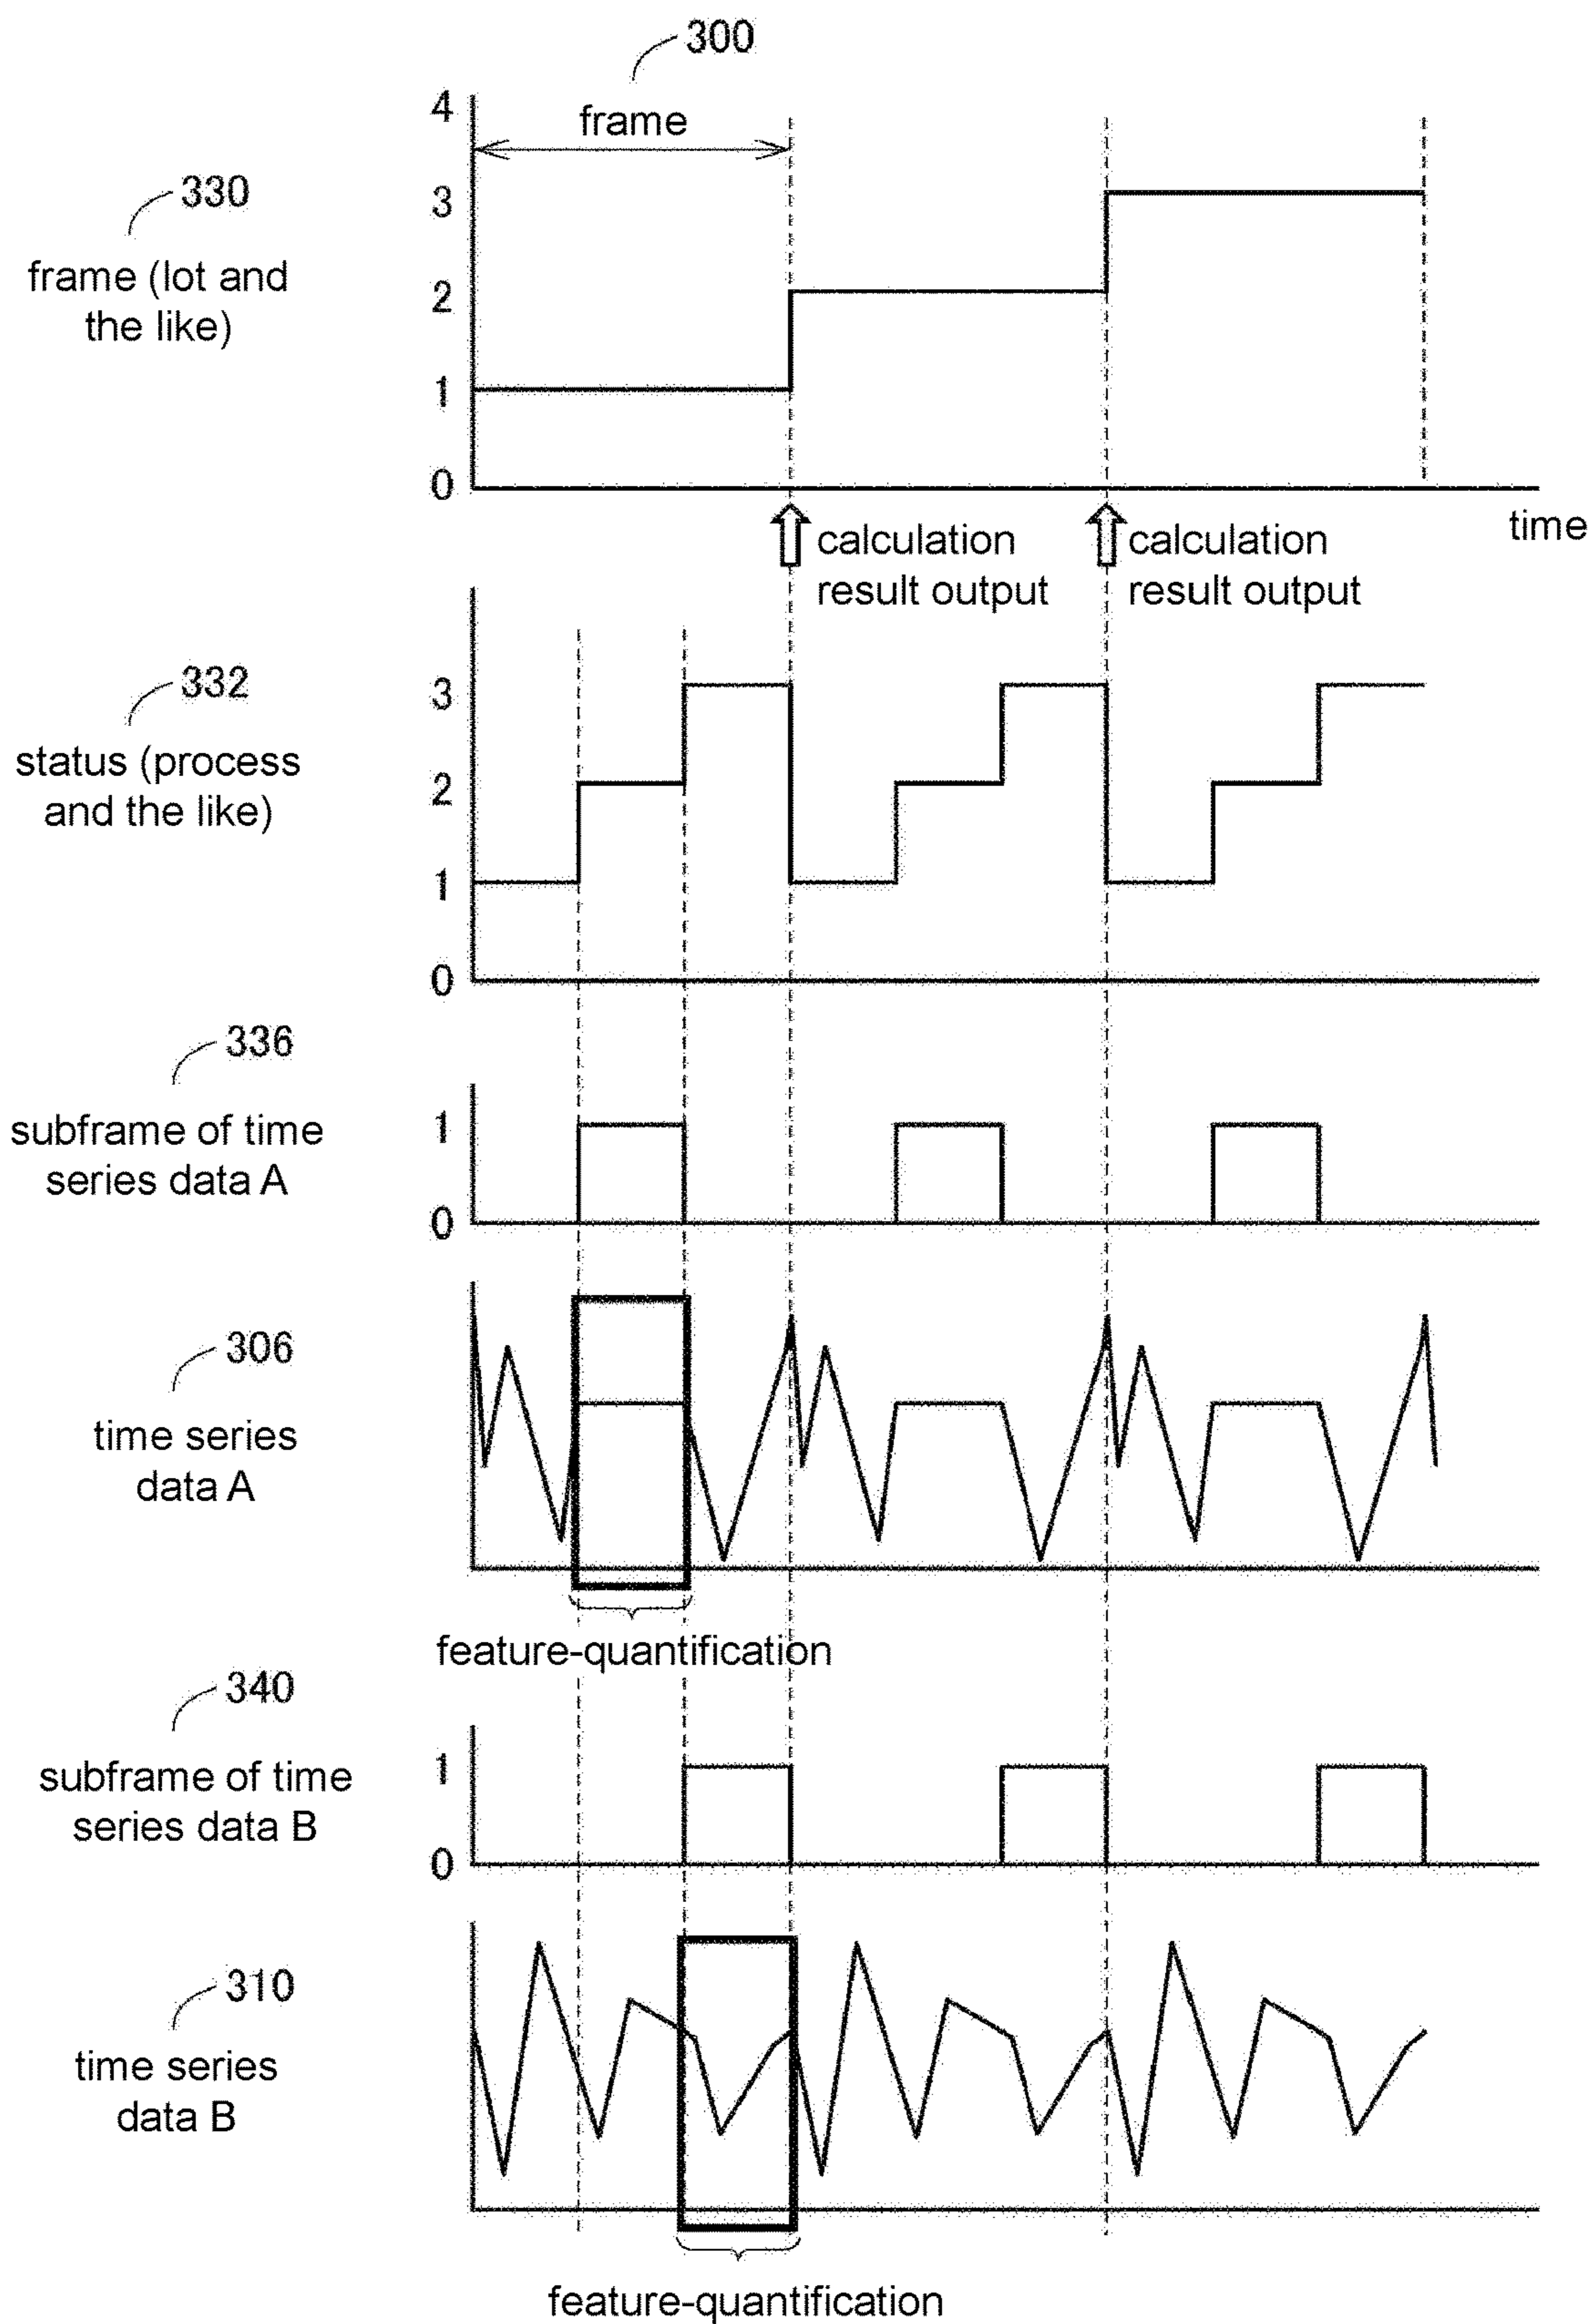 300
4
frame
330
3
frame (lot and
the like)
2
1
0
time
calculation
result output
calculation
result output
332
3
status (process
and the like)
2
1
0
336
subframe of time
series data A
1
0
306
time series
data A
feature-quantification
340
subframe of time
series data B
1
0
310
time series
data B
feature-quantification